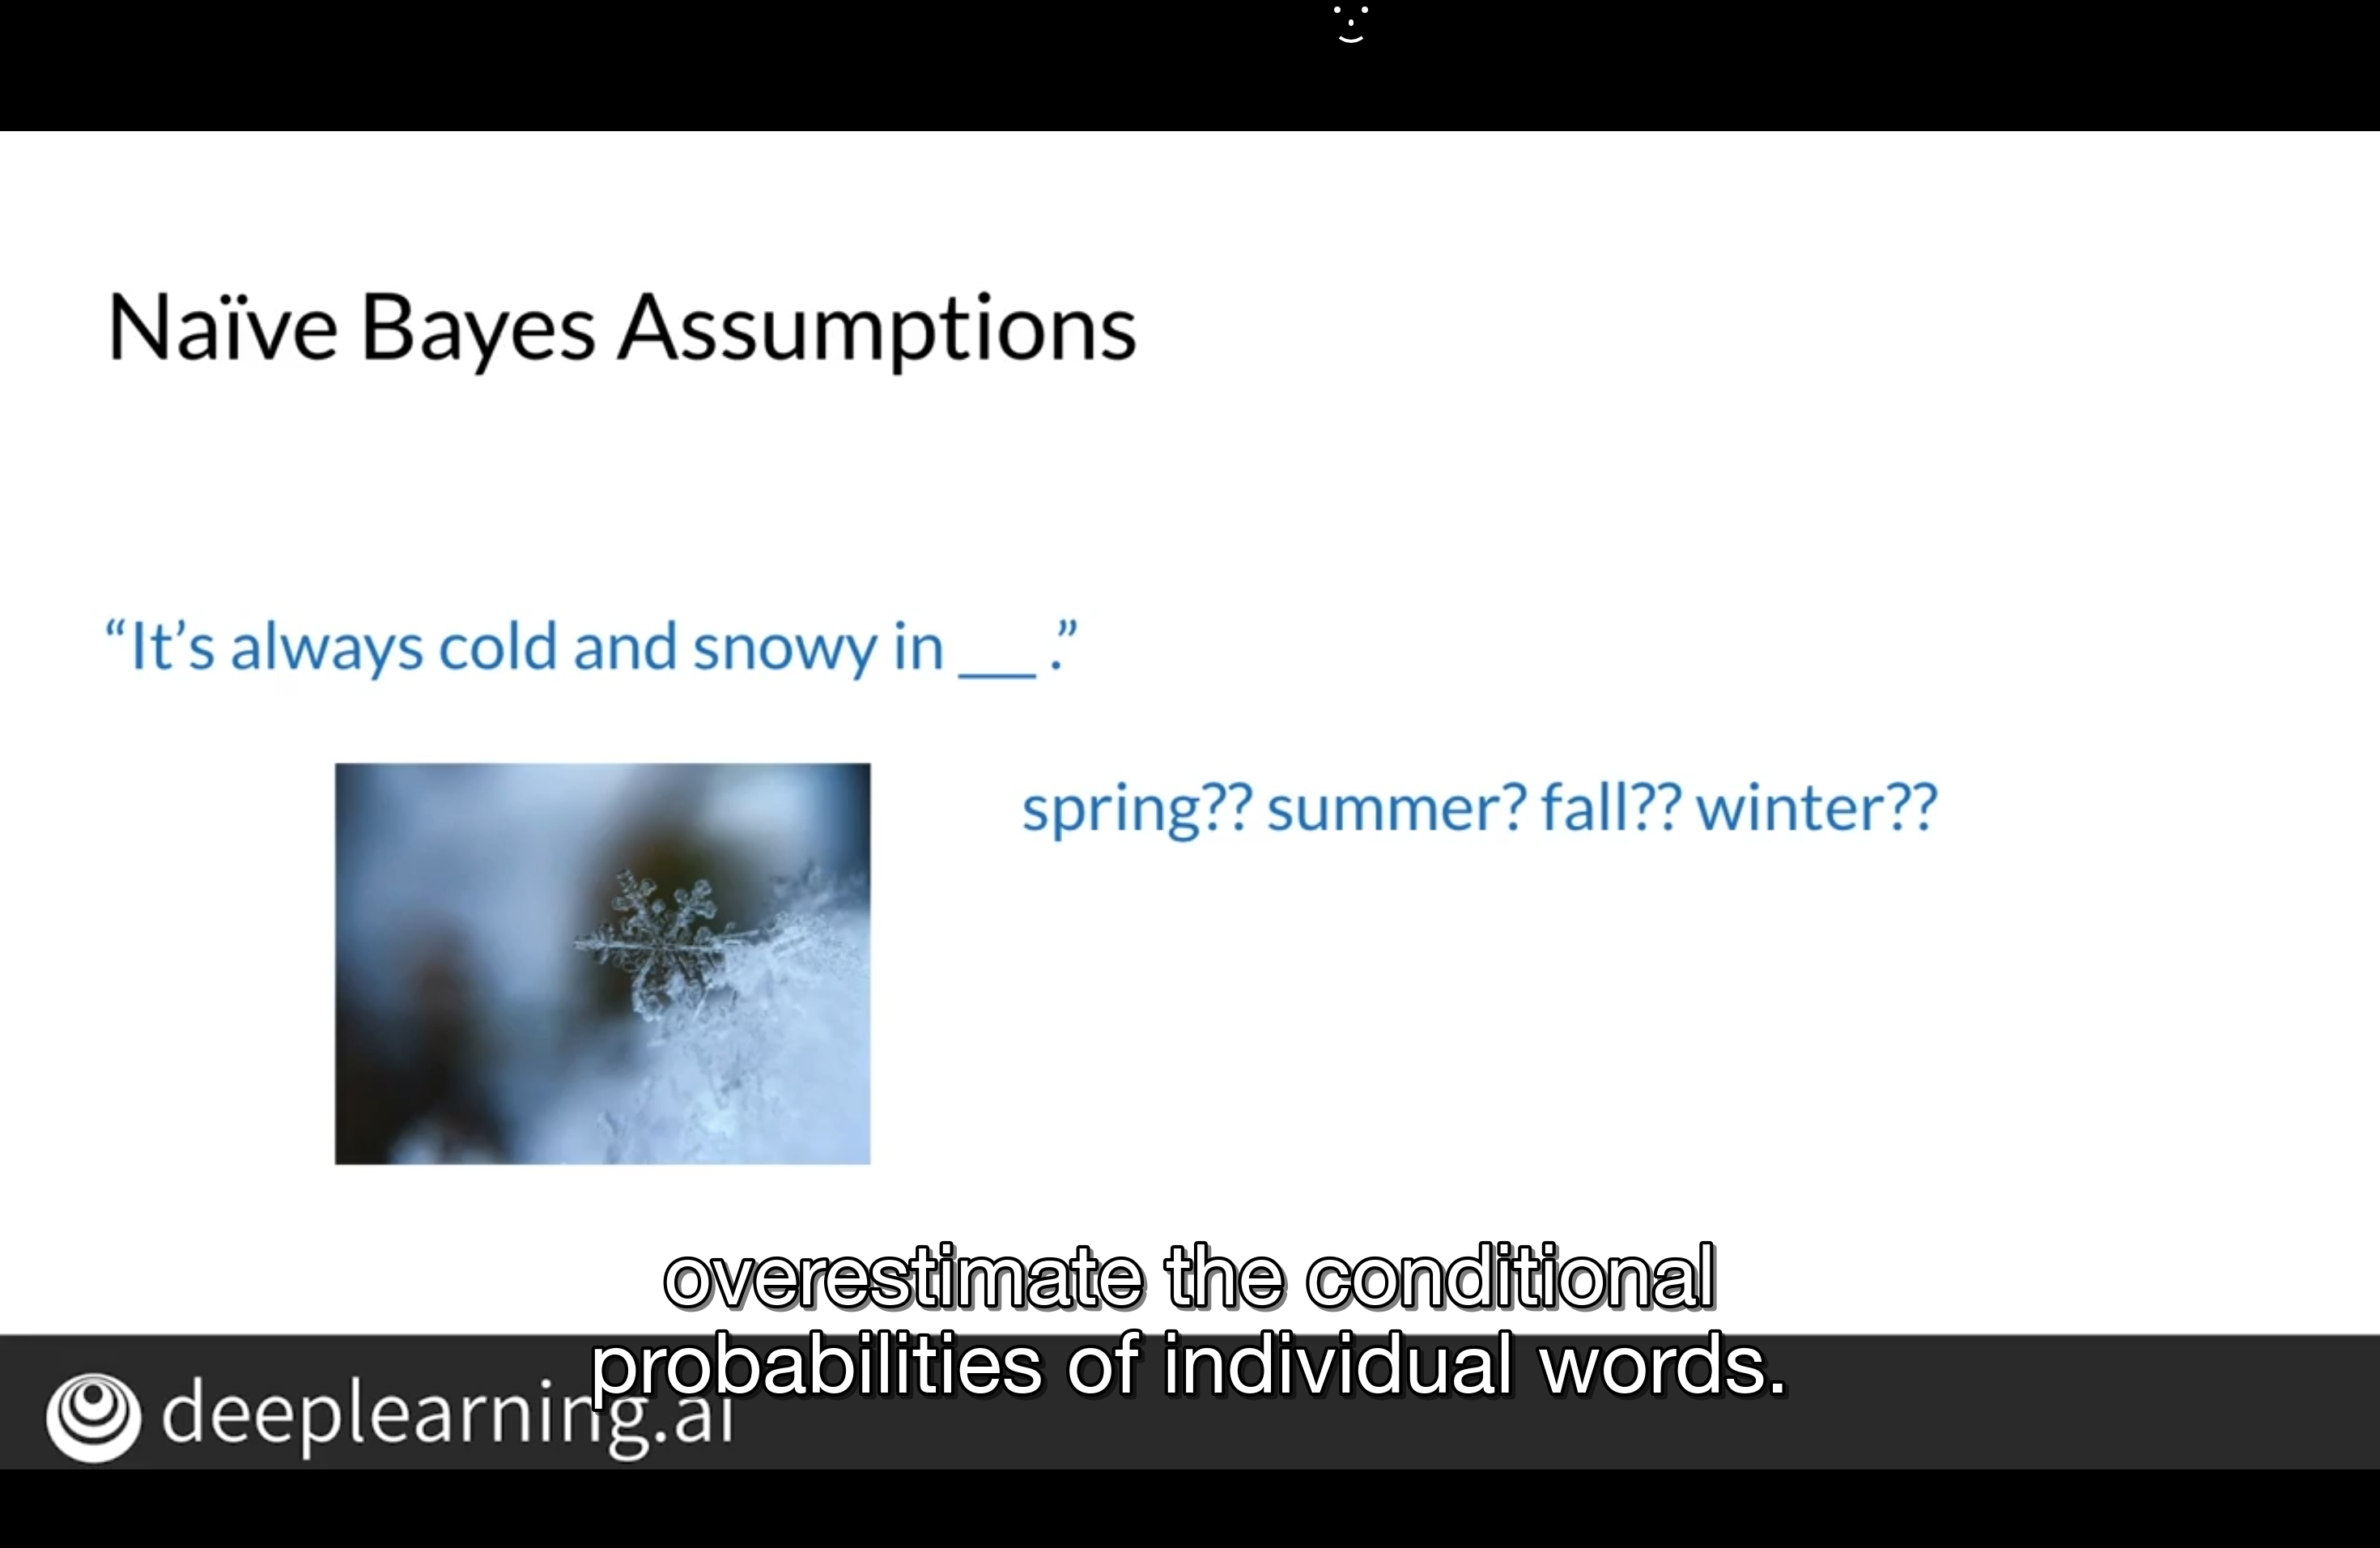 Naïve Bayes Assumptions
“It’s always cold and snowy in ___ .”
spring?? summer? fall?? winter??
overestimate the conditional
probabilities of individual words.
deeplearning.ai